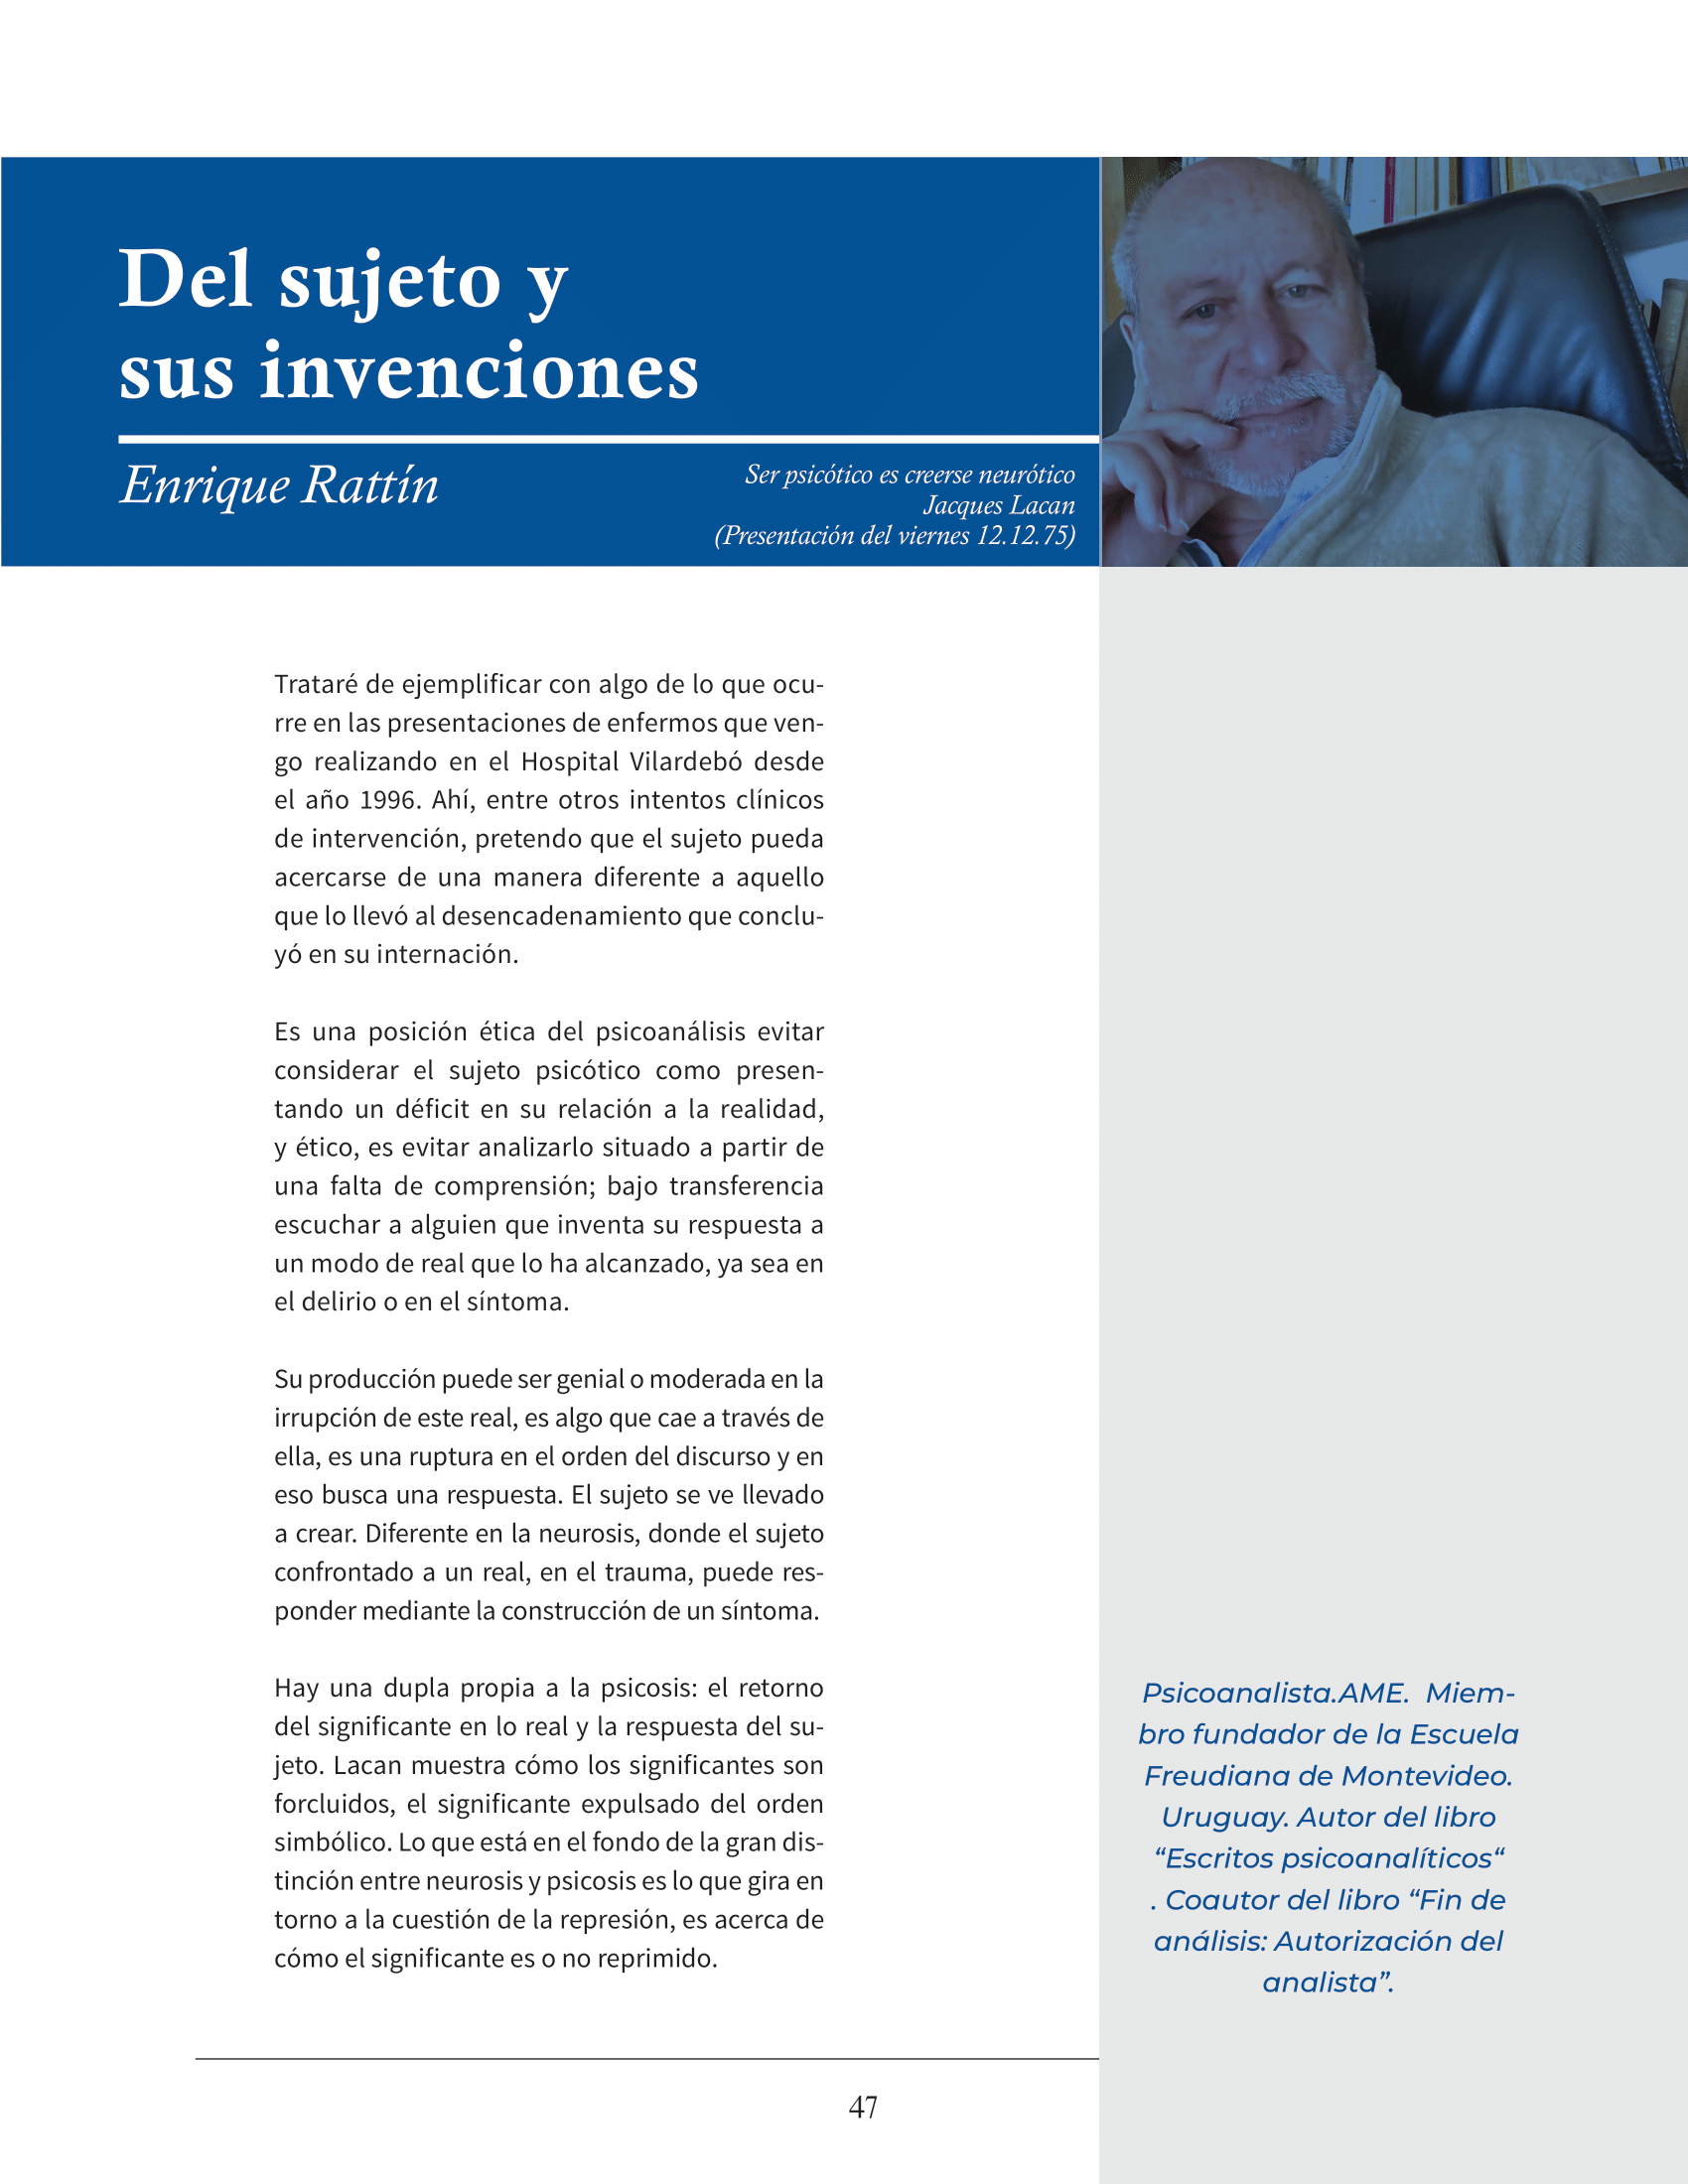 Del sujeto y
sus invenciones
Enrique Rattín
Ser psicótico es creerse neurótico
Jacques Lacan
(Presentación del viernes 12.12.75)
Trataré de ejemplificar con algo de lo que ocu-
rre en las presentaciones de enfermos que ven-
go realizando en el Hospital Vilardebó desde
el año 1996. Ahí, entre otros intentos clínicos
de intervención, pretendo que el sujeto pueda
acercarse de una manera diferente a aquello
que lo llevó al desencadenamiento que conclu-
yó en su internación.
Es una posición ética del psicoanálisis evitar
considerar el sujeto psicótico como presen-
tando un déficit en su relación a la realidad,
y ético, es evitar analizarlo situado a partir de
una falta de comprensión; bajo transferencia
escuchar a alguien que inventa su respuesta a
un modo de real que lo ha alcanzado, ya sea en
el delirio o en el síntoma.
Su producción puede ser genial o moderada en la
irrupción de este real, es algo que cae a través de
ella, es una ruptura en el orden del discurso y en
eso busca una respuesta. El sujeto se ve llevado
a crear. Diferente en la neurosis, donde el sujeto
confrontado a un real, en el trauma, puede res-
ponder mediante la construcción de un síntoma.
Hay una dupla propia a la psicosis: el retorno
del significante en lo real y la respuesta del su-
jeto. Lacan muestra cómo los significantes son
forcluidos, el significante expulsado del orden
simbólico. Lo que está en el fondo de la gran dis-
tinción entre neurosis y psicosis es lo que gira en
torno a la cuestión de la represión, es acerca de
cómo el significante es o no reprimido.
Psicoanalista.AME. Miem-
bro fundador de la Escuela
Freudiana de Montevideo.
Uruguay. Autor del libro
“Escritos psicoanalíticos“
. Coautor del libro “Fin de
análisis: Autorización del
analista”.
47